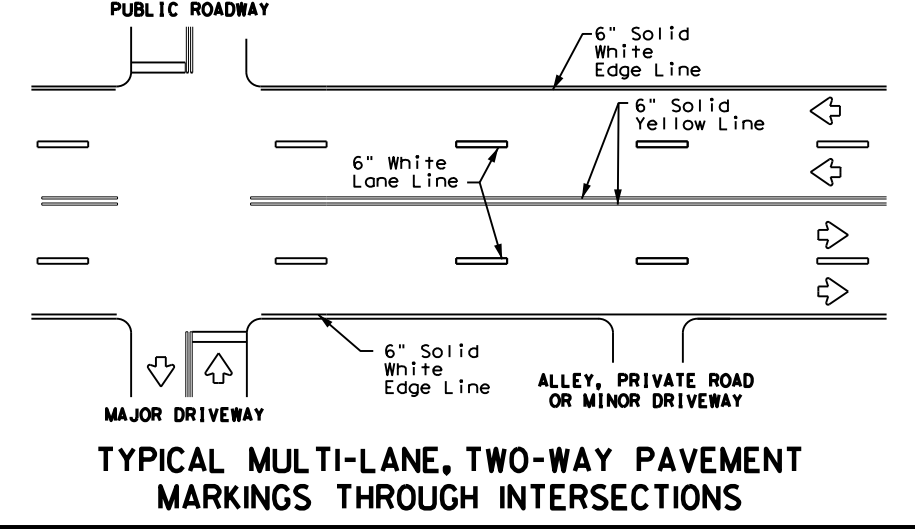 PUBLIC ROADWAY
6" Solid
White
Edge Line
6" Solid
Yellow Line
6" White
Lane Line
6" Solid
White
Edge Line
ALLEY, PRIVATE ROAD
OR MINOR DRIVEWAY
MAJOR DRIVEWAY
TYPICAL MULTI-LANE, TWO-WAY PAVEMENT
MARKINGS THROUGH INTERSECTIONS